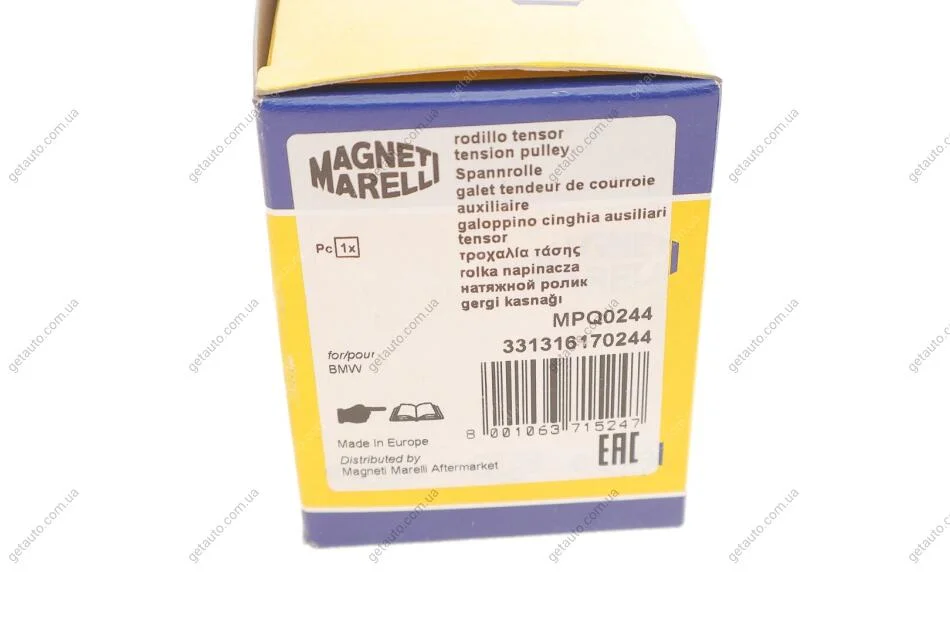 MAGNETI
MARELLI
rodillo tensor
tension pulley
Spannrolle
galet tendeur de courroie
auxiliaire
galoppino cinghia ausiliari
tensor
τροχαλία τάσης
rolka napinacza
натяжной ролик
gergi kasnağı
Pc 1x
MPQ0244
331316170244
for/pour
BMW
8 001063 715247
Made In Europe
Distributed by
Magneti Marelli Aftermarket
EAC
getauto.com.ua